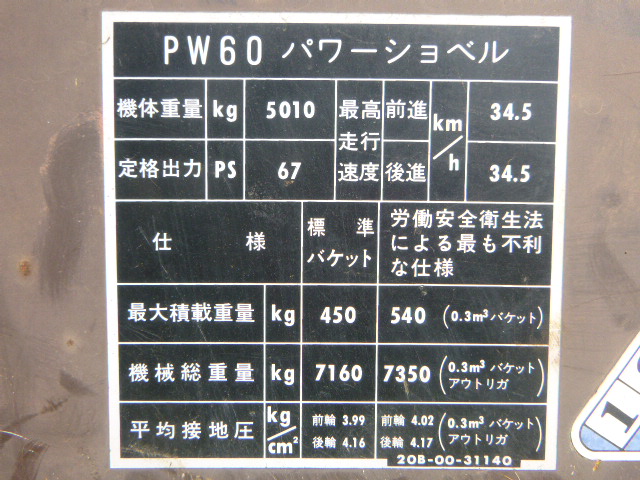 PW60 パワーショベル
機体重量 kg 5010 最高走行速度 前進 km/h 34.5
定格出力 PS 67 後進 34.5
仕様 標準バケット 労働安全衛生法による最も不利な仕様
最大積載重量 kg 450 540 (0.3m³ バケット)
機械総重量 kg 7160 7350 (0.3m³ バケット アウトリガ)
平均接地圧 kg/cm² 前輪 3.99 後輪 4.16 前輪 4.02 後輪 4.17 (0.3m³ バケット アウトリガ)
20B-00-31140